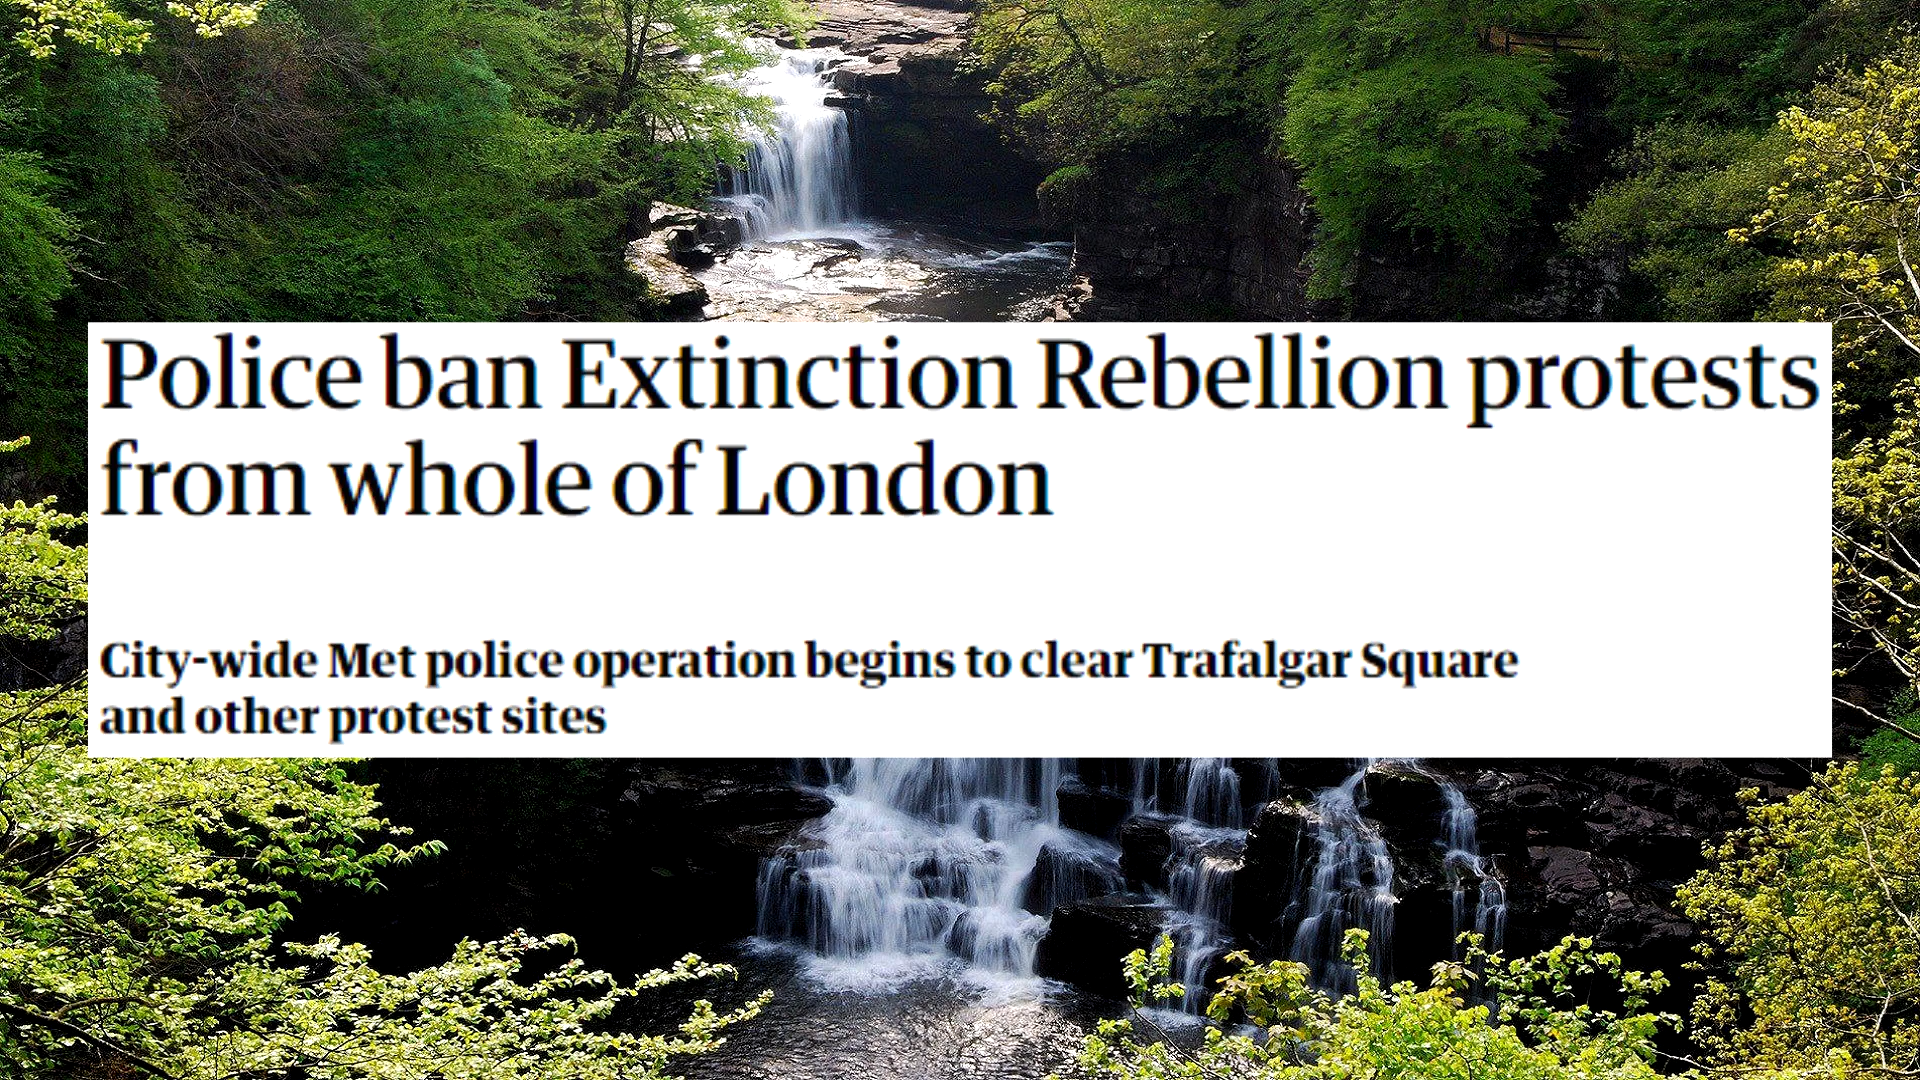 Police ban Extinction Rebellion protests
from whole of London
City-wide Met police operation begins to clear Trafalgar Square
and other protest sites